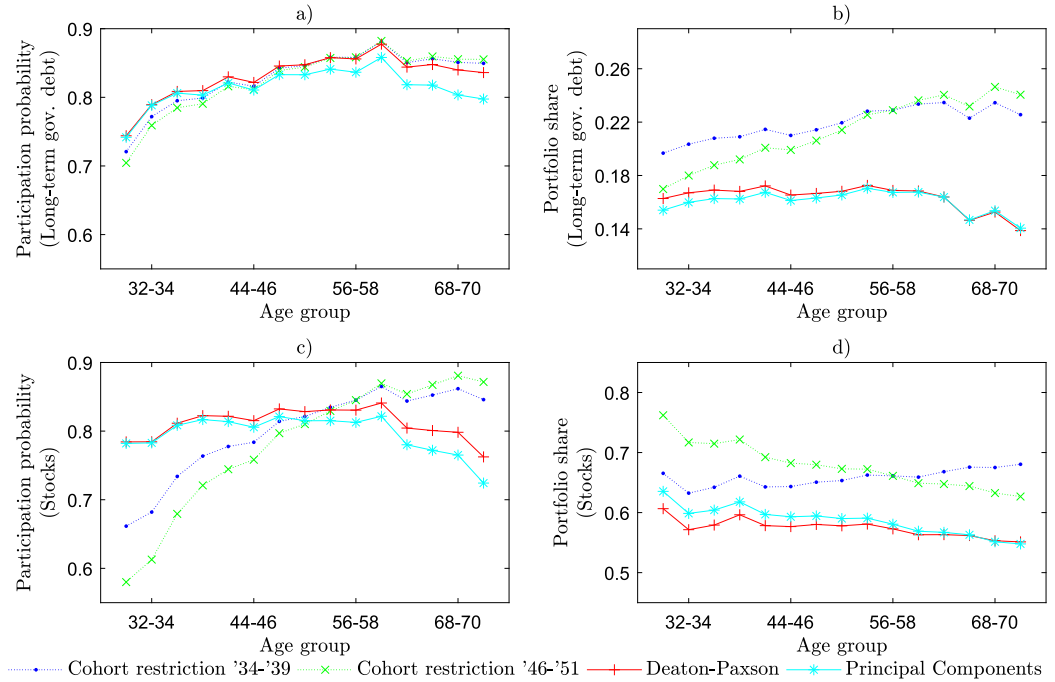 a)
Participation probability
(Long-term gov. debt)
0.9
0.8
0.7
0.6
32-34
44-46
56-58
68-70
Age group
b)
Portfolio share
(Long-term gov. debt)
0.26
0.22
0.18
0.14
32-34
44-46
56-58
68-70
Age group
c)
Participation probability
(Stocks)
0.9
0.8
0.7
0.6
32-34
44-46
56-58
68-70
Age group
d)
Portfolio share
(Stocks)
0.8
0.7
0.6
0.5
32-34
44-46
56-58
68-70
Age group
Cohort restriction '34-'39 Cohort restriction '46-'51 Deaton-Paxson Principal Components